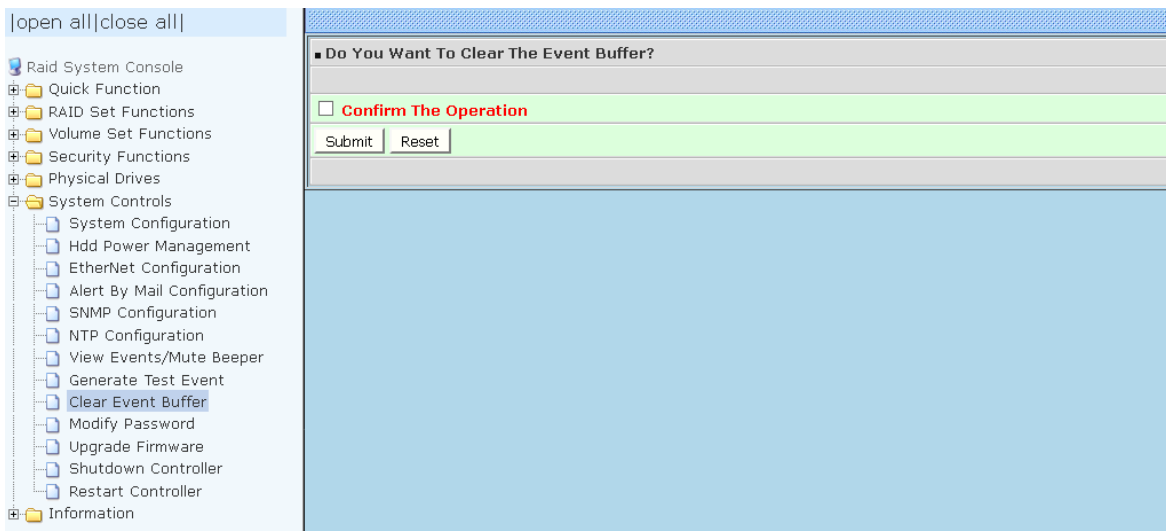 |open all|close all|
Raid System Console
Quick Function
RAID Set Functions
Volume Set Functions
Security Functions
Physical Drives
System Controls
System Configuration
Hdd Power Management
EtherNet Configuration
Alert By Mail Configuration
SNMP Configuration
NTP Configuration
View Events/Mute Beeper
Generate Test Event
Clear Event Buffer
Modify Password
Upgrade Firmware
Shutdown Controller
Restart Controller
Information
Do You Want To Clear The Event Buffer?
Confirm The Operation
Submit Reset